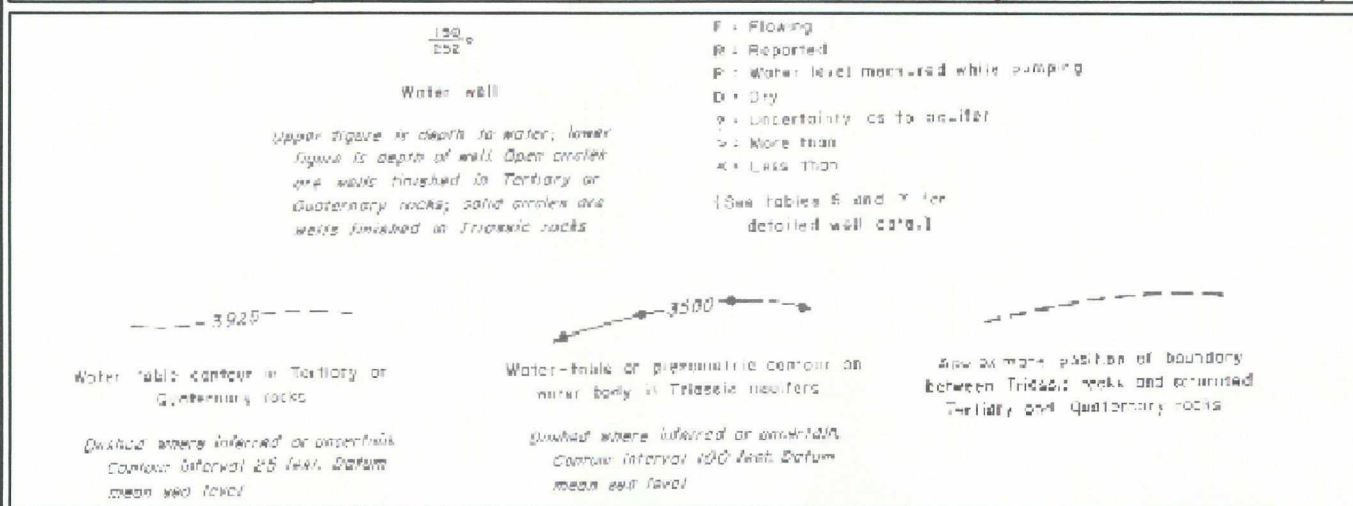 150
252
Water well
Upper figure is depth to water; lower
figure is depth of well. Open circles
are wells finished in Tertiary or
Quaternary rocks; solid circles are
wells finished in Triassic rocks
F = Flowing
R = Reported
P = Water level measured while pumping
D = Dry
? = Uncertainty as to aquifer
> = More than
< = Less than
(See tables 6 and 7 for
detailed well data.)
3925
Water table contour in Tertiary or
Quaternary rocks
Dashed where inferred or uncertain.
Contour interval 25 feet. Datum
mean sea level
3500
Water-table or piezometric contour on
water body in Triassic aquifers
Dashed where inferred or uncertain.
Contour interval 100 feet. Datum
mean sea level
Approximate position of boundary
between Triassic rocks and saturated
Tertiary and Quaternary rocks